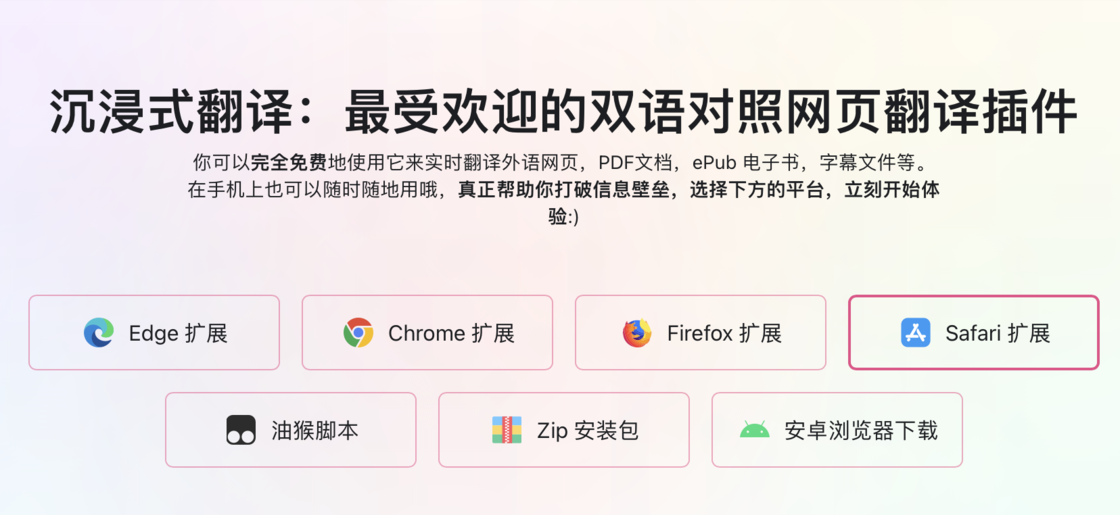 沉浸式翻译：最受欢迎的双语对照网页翻译插件
你可以完全免费地使用它来实时翻译外语网页，PDF文档，ePub 电子书，字幕文件等。
在手机上也可以随时随地用哦，真正帮助你打破信息壁垒，选择下方的平台，立刻开始体
验:)
Edge 扩展
Chrome 扩展
Firefox 扩展
Safari 扩展
油猴脚本
Zip 安装包
安卓浏览器下载